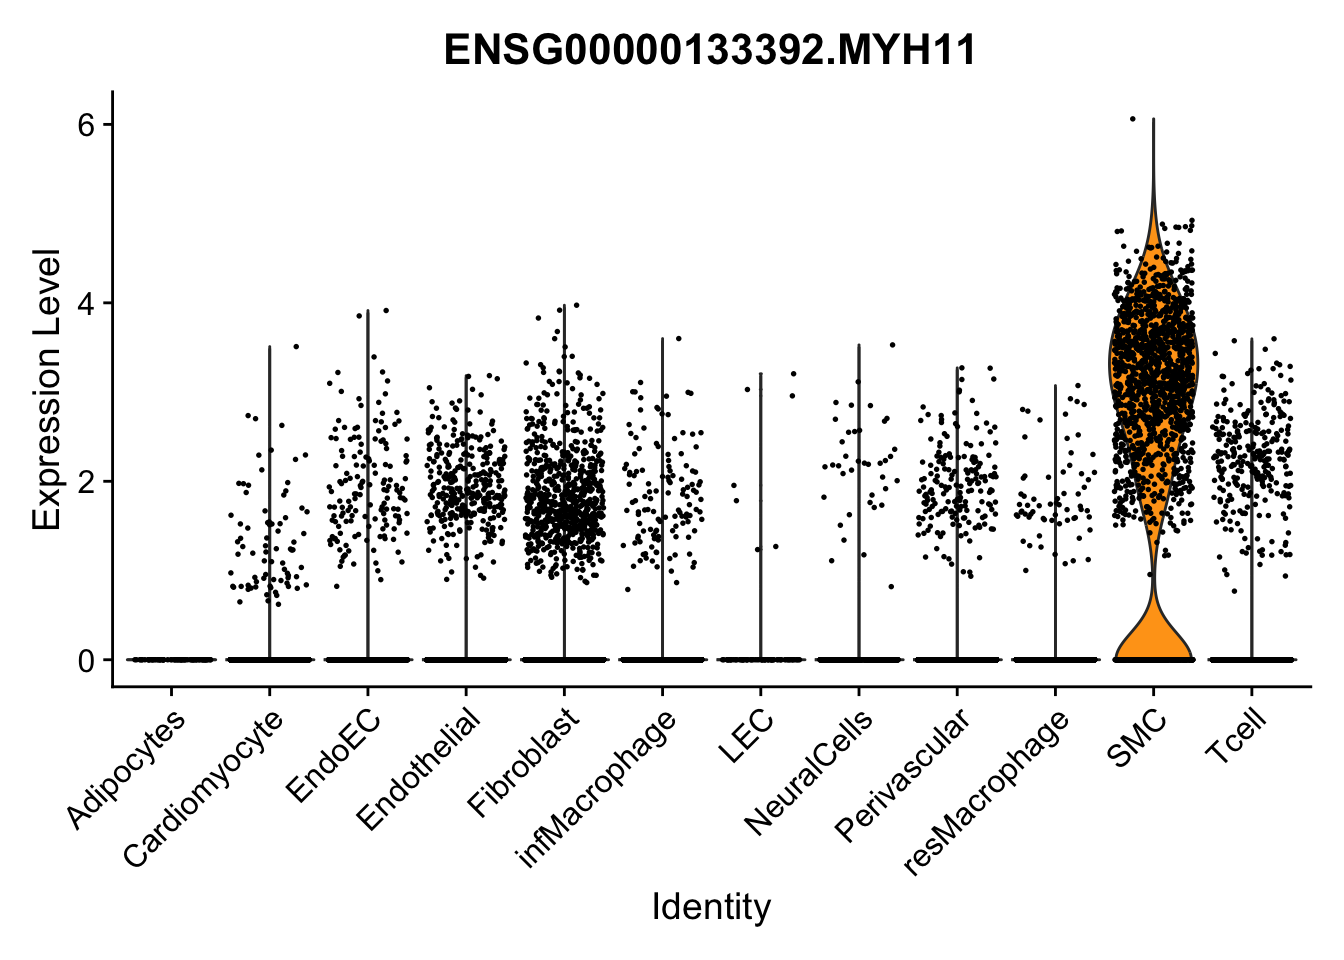 ENSG00000133392.MYH11
Expression Level
6
4
2
0
Adipocytes
Cardiomyocyte
EndoEC
Endothelial
Fibroblast
infMacrophage
LEC
NeuralCells
Perivascular
resMacrophage
SMC
Tcell
Identity